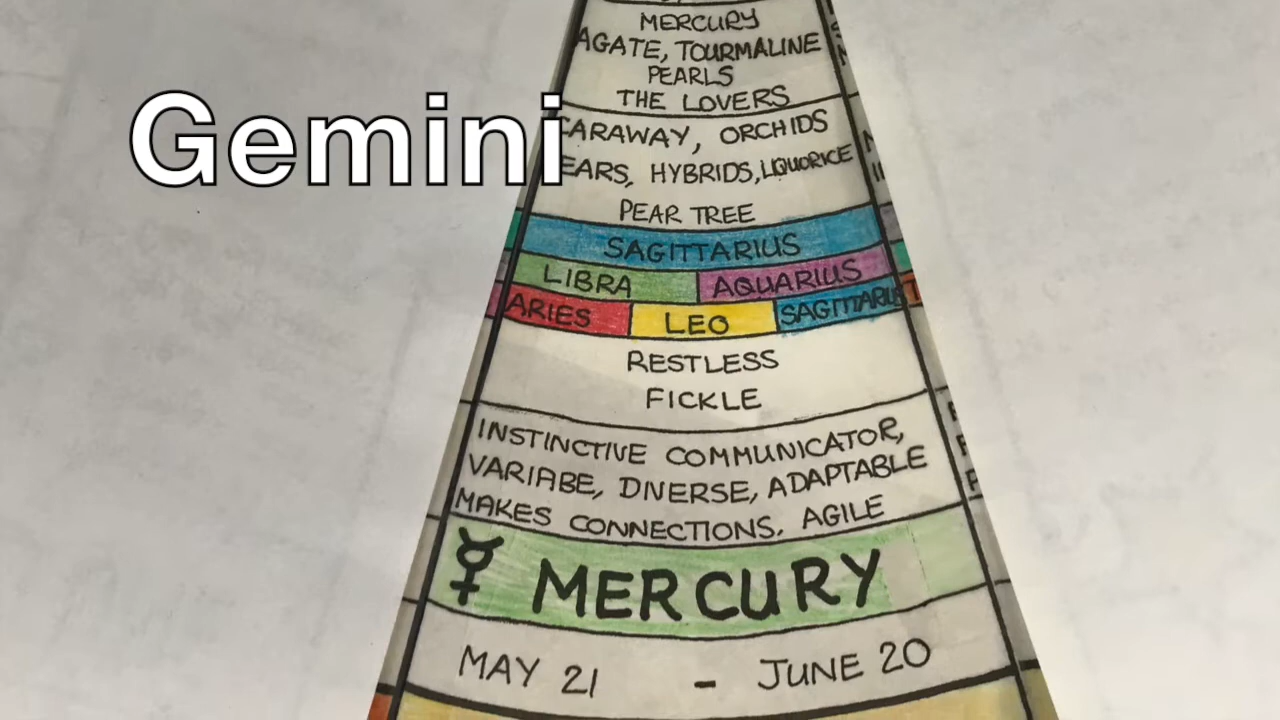 MERCURY
AGATE, TOURMALINE
PEARLS
THE LOVERS
Gemini
CARAWAY, ORCHIDS
EARS, HYBRIDS, LIQUORICE
PEAR TREE
SAGITTARIUS
LIBRA AQUARIUS
ARIES LEO SAGITTARIUS
RESTLESS
FICKLE
INSTINCTIVE COMMUNICATOR,
VARIABE, DIVERSE, ADAPTABLE
MAKES CONNECTIONS, AGILE
☿ MERCURY
MAY 21 - JUNE 20